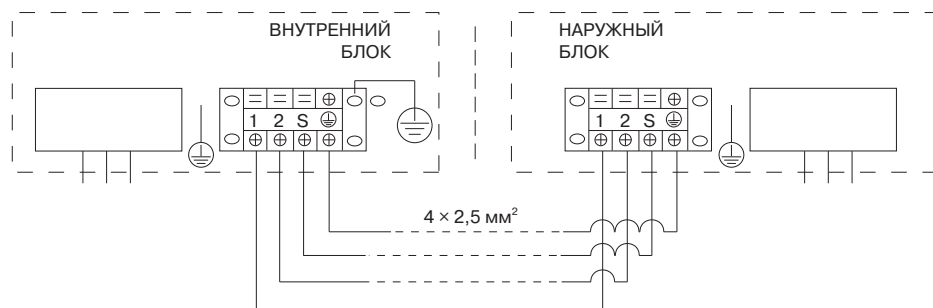 ВНУТРЕННИЙ
БЛОК
НАРУЖНЫЙ
БЛОК
1 2 S
1 2 S
4 × 2,5 мм²